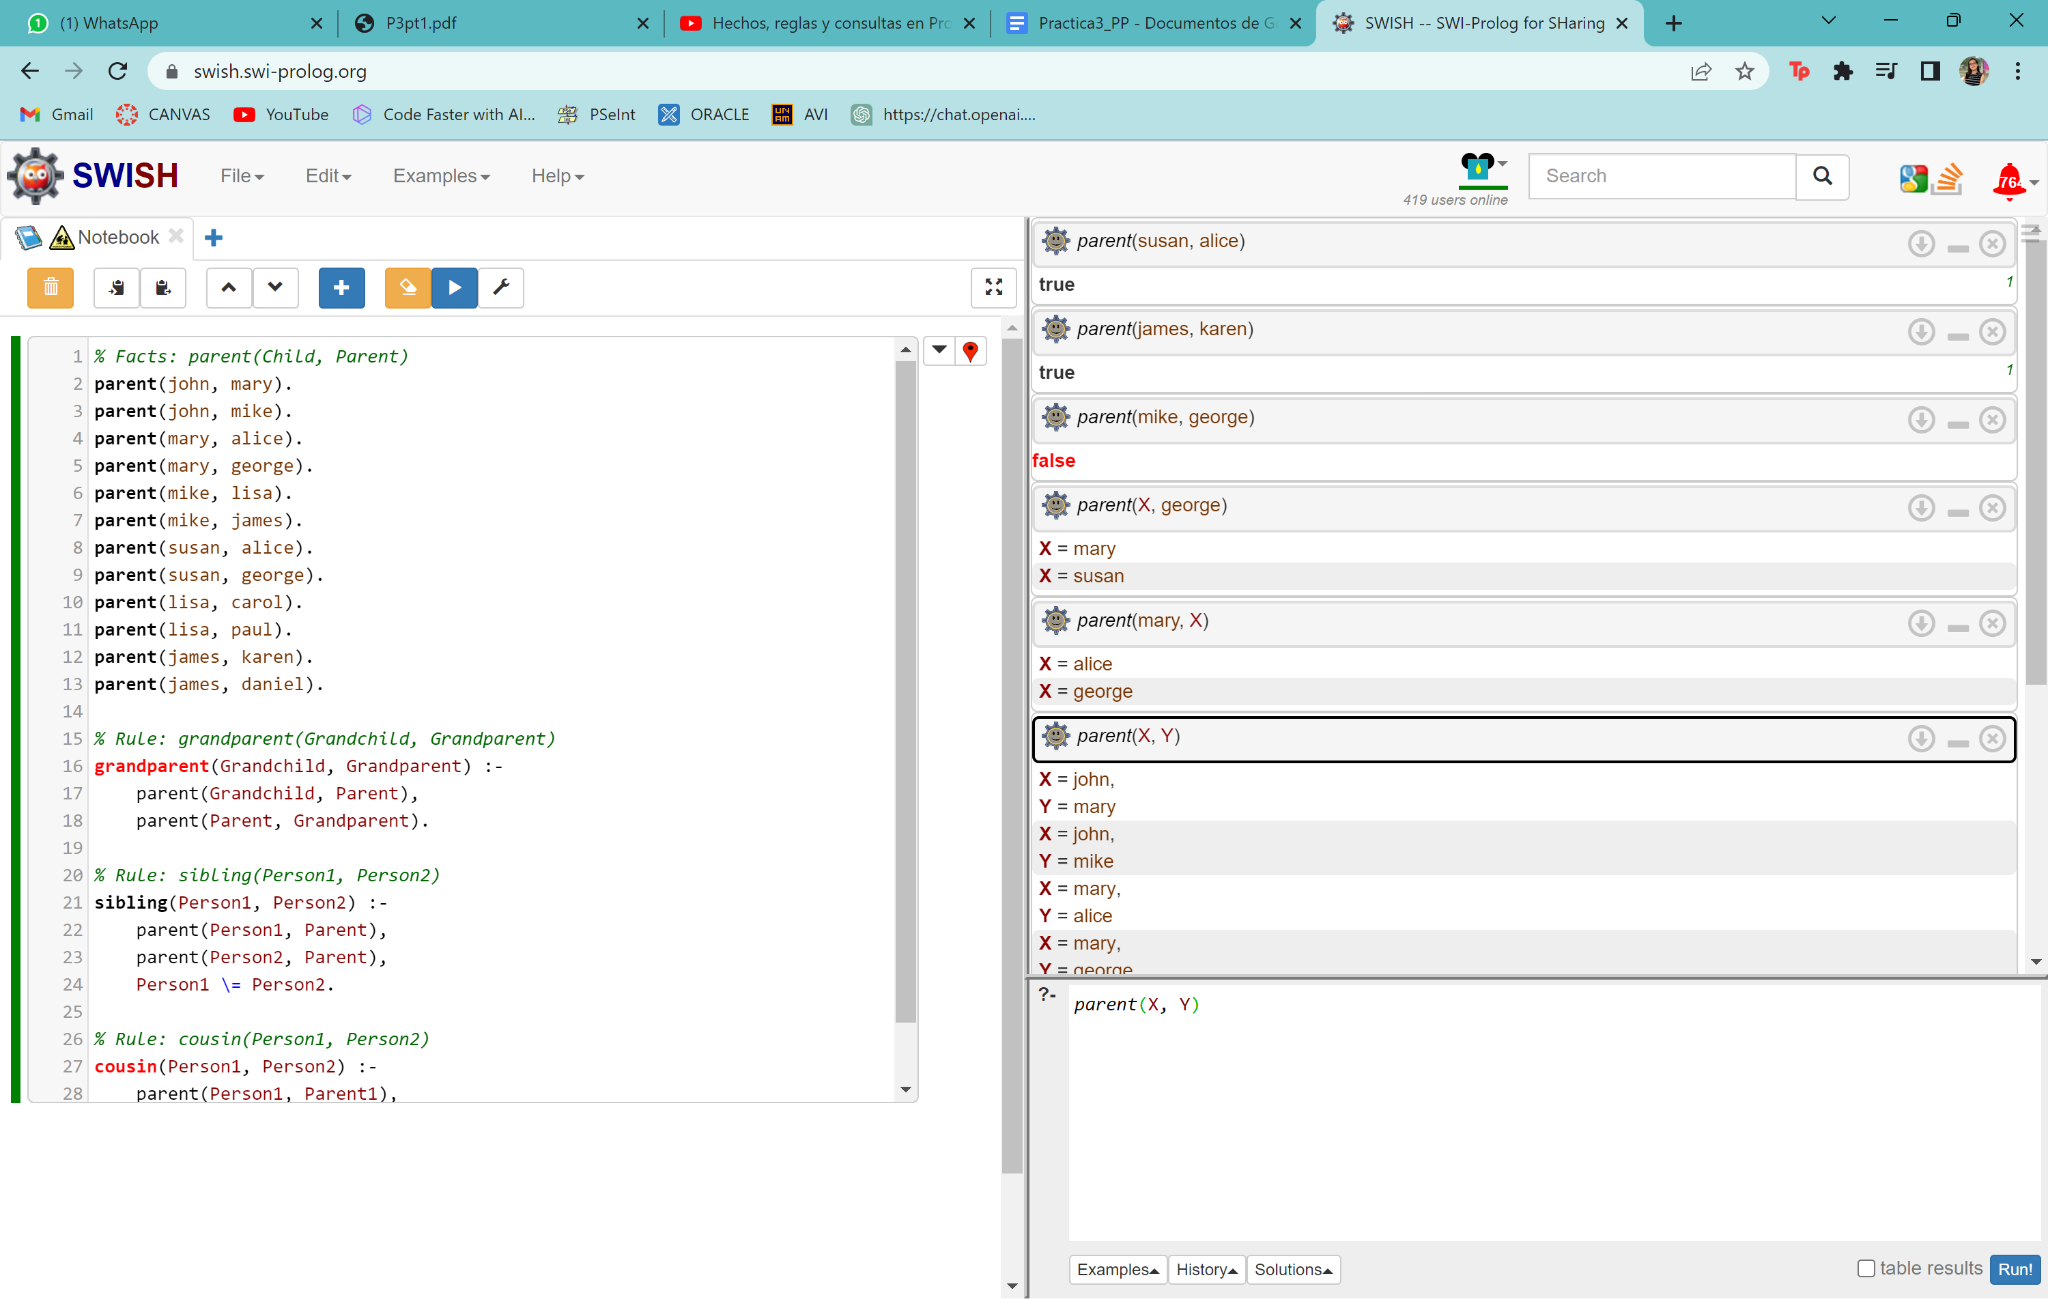 (1) WhatsApp
P3pt1.pdf
Hechos, reglas y consultas en Pro
Practica3_PP - Documentos de G
SWISH -- SWI-Prolog for SHaring
swish.swi-prolog.org
Gmail
CANVAS
YouTube
Code Faster with AI...
PSeInt
ORACLE
AVI
https://chat.openai....
SWISH
File
Edit
Examples
Help
419 users online
Search
764
Notebook
1 % Facts: parent(Child, Parent)
2 parent(john, mary).
3 parent(john, mike).
4 parent(mary, alice).
5 parent(mary, george).
6 parent(mike, lisa).
7 parent(mike, james).
8 parent(susan, alice).
9 parent(susan, george).
10 parent(lisa, carol).
11 parent(lisa, paul).
12 parent(james, karen).
13 parent(james, daniel).
14
15 % Rule: grandparent(Grandchild, Grandparent)
16 grandparent(Grandchild, Grandparent) :-
17 parent(Grandchild, Parent),
18 parent(Parent, Grandparent).
19
20 % Rule: sibling(Person1, Person2)
21 sibling(Person1, Person2) :-
22 parent(Person1, Parent),
23 parent(Person2, Parent),
24 Person1 \= Person2.
25
26 % Rule: cousin(Person1, Person2)
27 cousin(Person1, Person2) :-
28 parent(Person1, Parent1),
parent(susan, alice)
true 1
parent(james, karen)
true 1
parent(mike, george)
false
parent(X, george)
X = mary
X = susan
parent(mary, X)
X = alice
X = george
parent(X, Y)
X = john,
Y = mary
X = john,
Y = mike
X = mary,
Y = alice
X = mary,
Y = george
?- parent(X, Y)
Examples
History
Solutions
table results
Run!